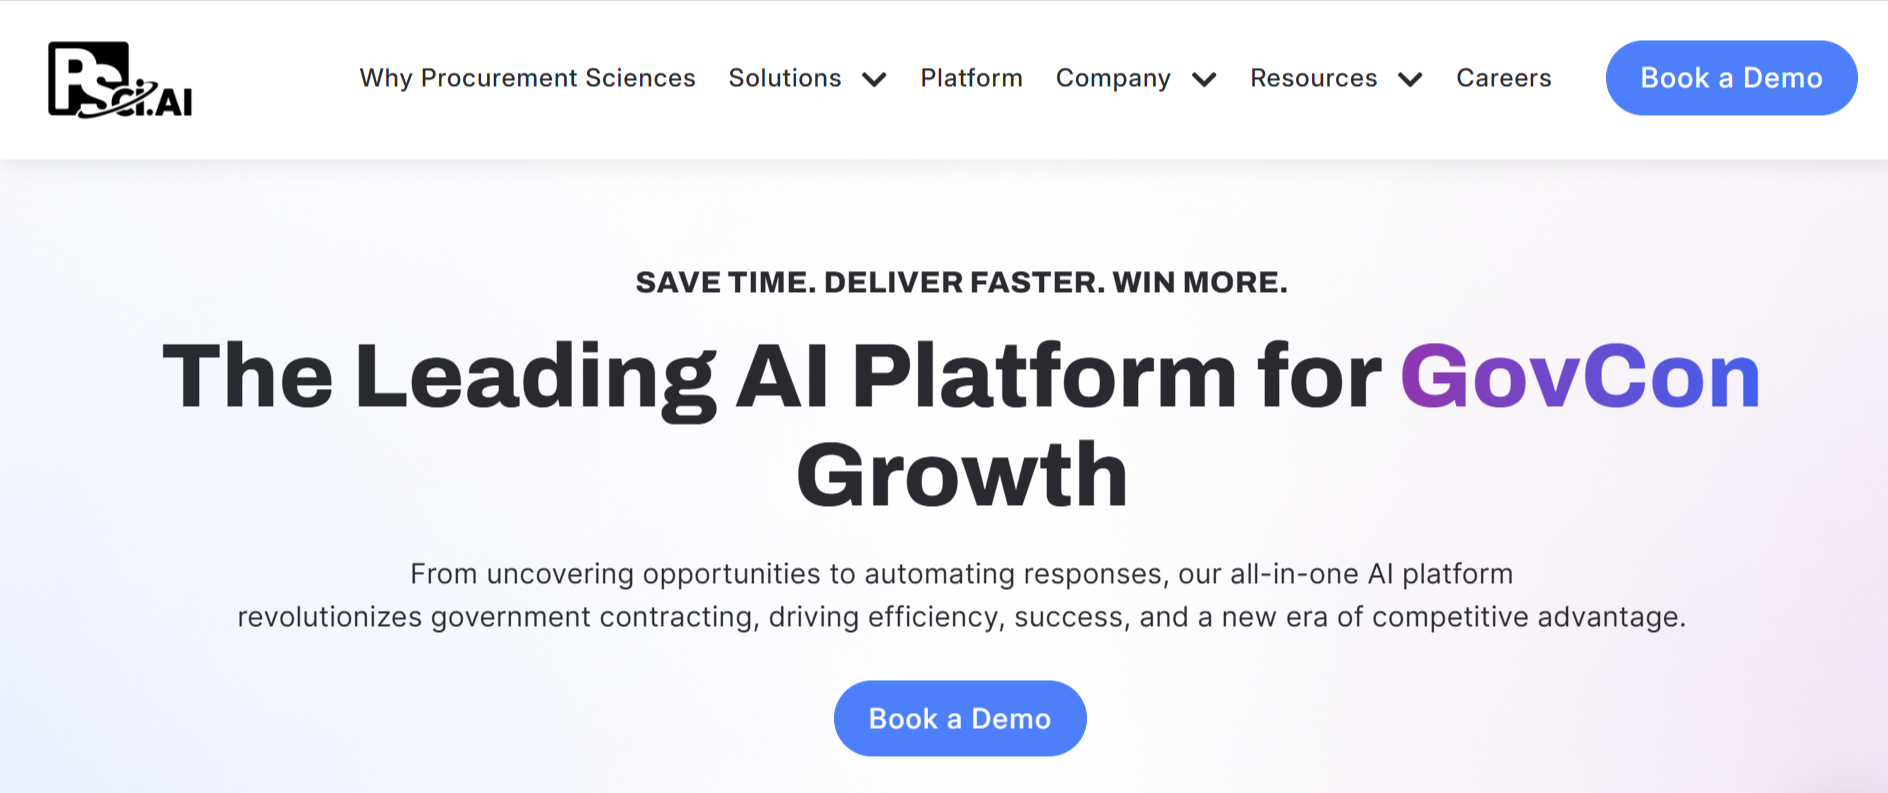 PSci.AI
Why Procurement Sciences Solutions Platform Company Resources Careers Book a Demo
SAVE TIME. DELIVER FASTER. WIN MORE.
The Leading AI Platform for GovCon
Growth
From uncovering opportunities to automating responses, our all-in-one AI platform
revolutionizes government contracting, driving efficiency, success, and a new era of competitive advantage.
Book a Demo